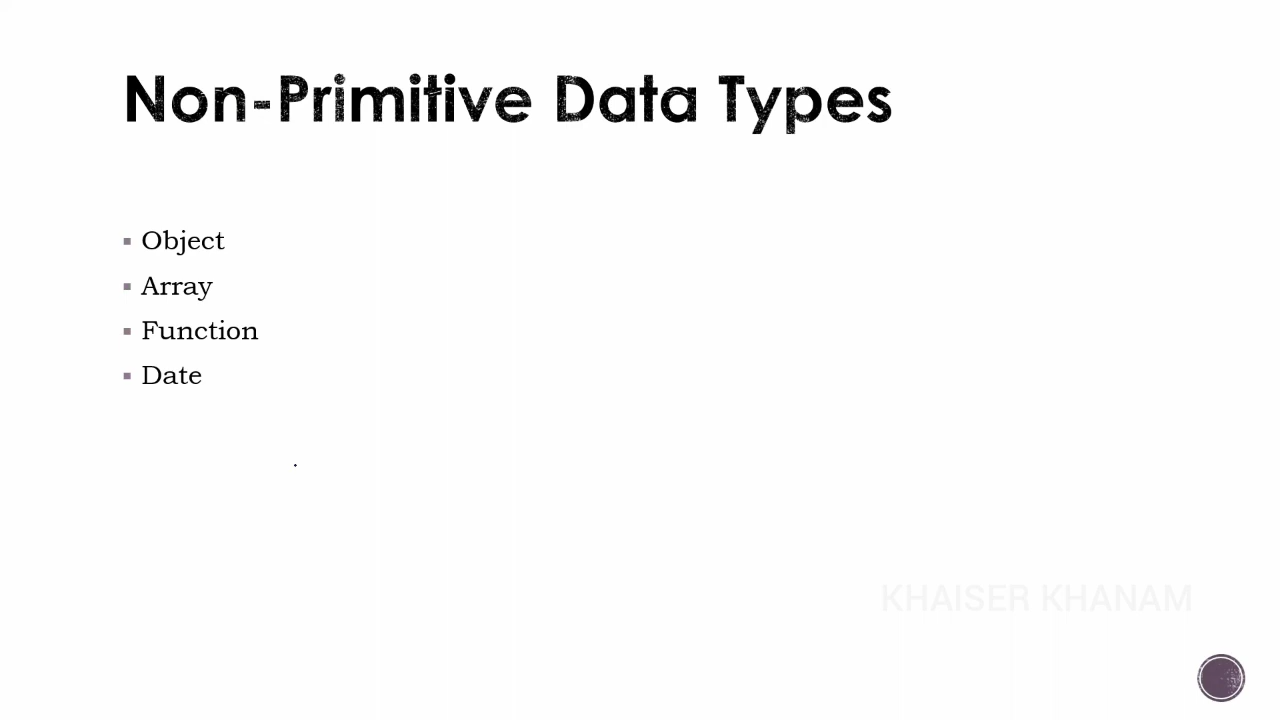 Non-Primitive Data Types
Object
Array
Function
Date
KHAISER KHANAM